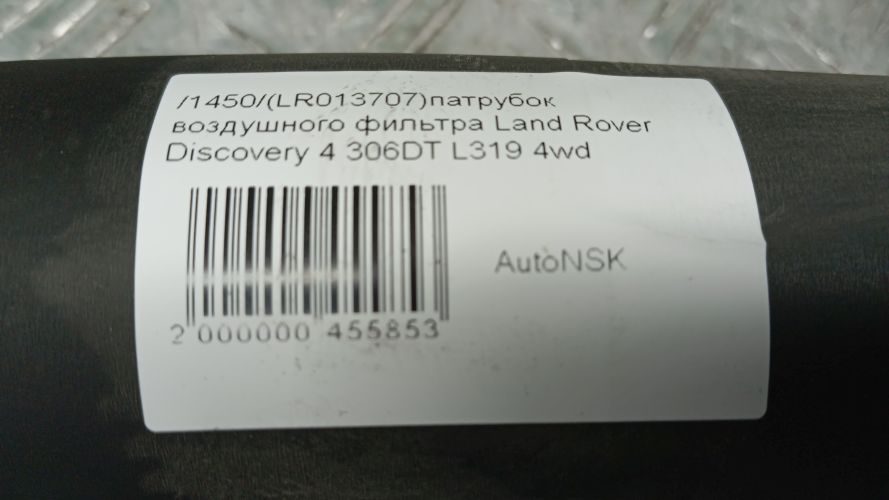 /1450/(LR013707)патрубок
воздушного фильтра Land Rover
Discovery 4 306DT L319 4wd
AutoNSK
2 000000 455853